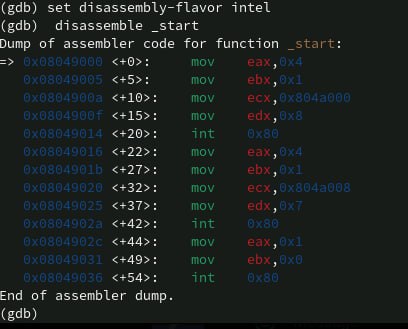 (gdb) set disassembly-flavor intel
(gdb)  disassemble _start
Dump of assembler code for function _start:
=> 0x08049000 <+0>:     mov    eax,0x4
   0x08049005 <+5>:     mov    ebx,0x1
   0x0804900a <+10>:    mov    ecx,0x804a000
   0x0804900f <+15>:    mov    edx,0x8
   0x08049014 <+20>:    int    0x80
   0x08049016 <+22>:    mov    eax,0x4
   0x0804901b <+27>:    mov    ebx,0x1
   0x08049020 <+32>:    mov    ecx,0x804a008
   0x08049025 <+37>:    mov    edx,0x7
   0x0804902a <+42>:    int    0x80
   0x0804902c <+44>:    mov    eax,0x1
   0x08049031 <+49>:    mov    ebx,0x0
   0x08049036 <+54>:    int    0x80
End of assembler dump.
(gdb)